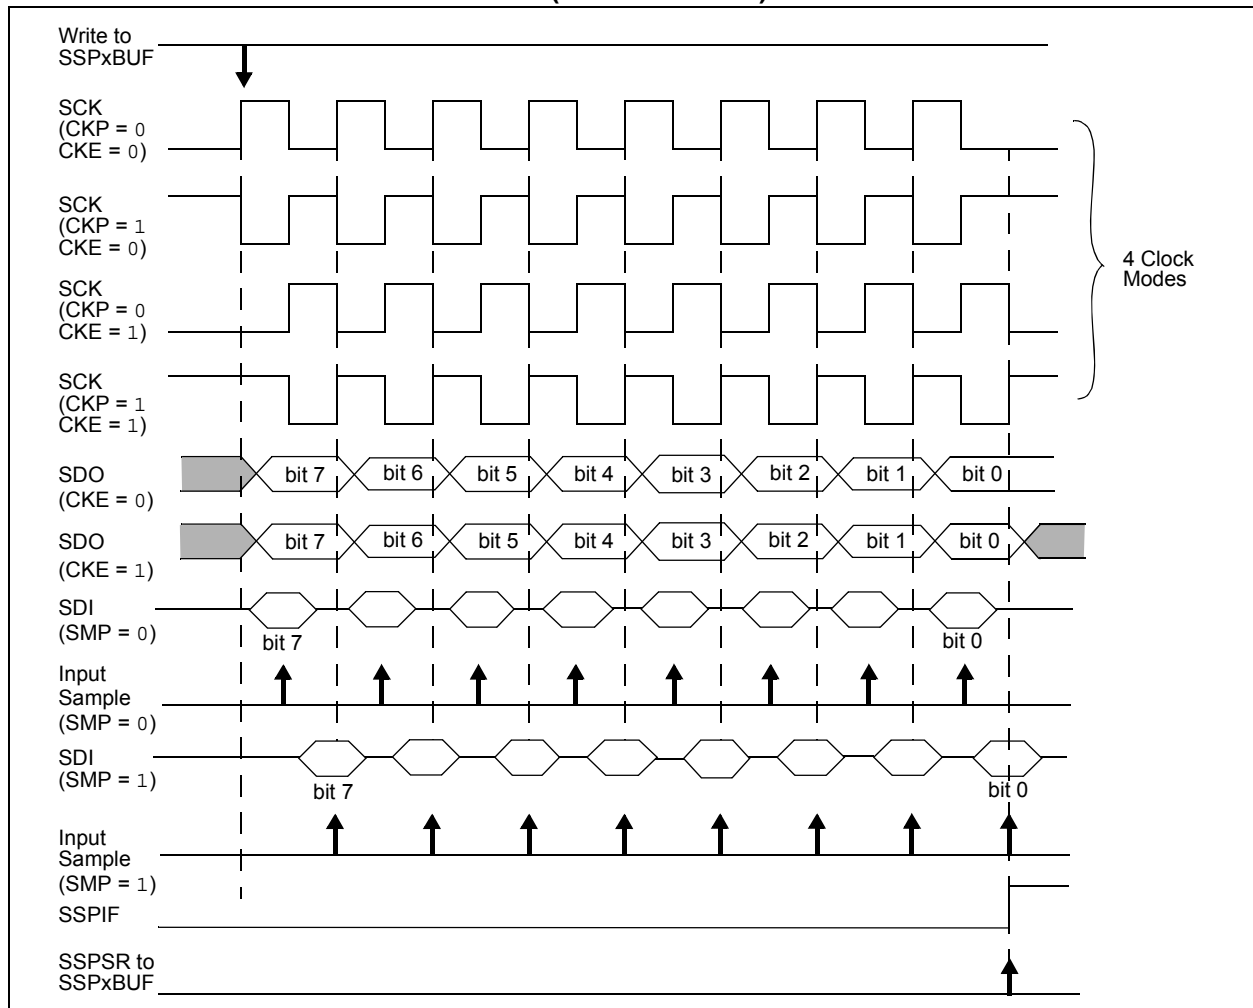 Write to
SSPxBUF
SCK
(CKP = 0
CKE = 0)
SCK
(CKP = 1
CKE = 0)
4 Clock
Modes
SCK
(CKP = 0
CKE = 1)
SCK
(CKP = 1
CKE = 1)
SDO
(CKE = 0)
bit 7 bit 6 bit 5 bit 4 bit 3 bit 2 bit 1 bit 0
SDO
(CKE = 1)
bit 7 bit 6 bit 5 bit 4 bit 3 bit 2 bit 1 bit 0
SDI
(SMP = 0)
bit 7 bit 0
Input
Sample
(SMP = 0)
SDI
(SMP = 1)
bit 7 bit 0
Input
Sample
(SMP = 1)
SSPIF
SSPSR to
SSPxBUF